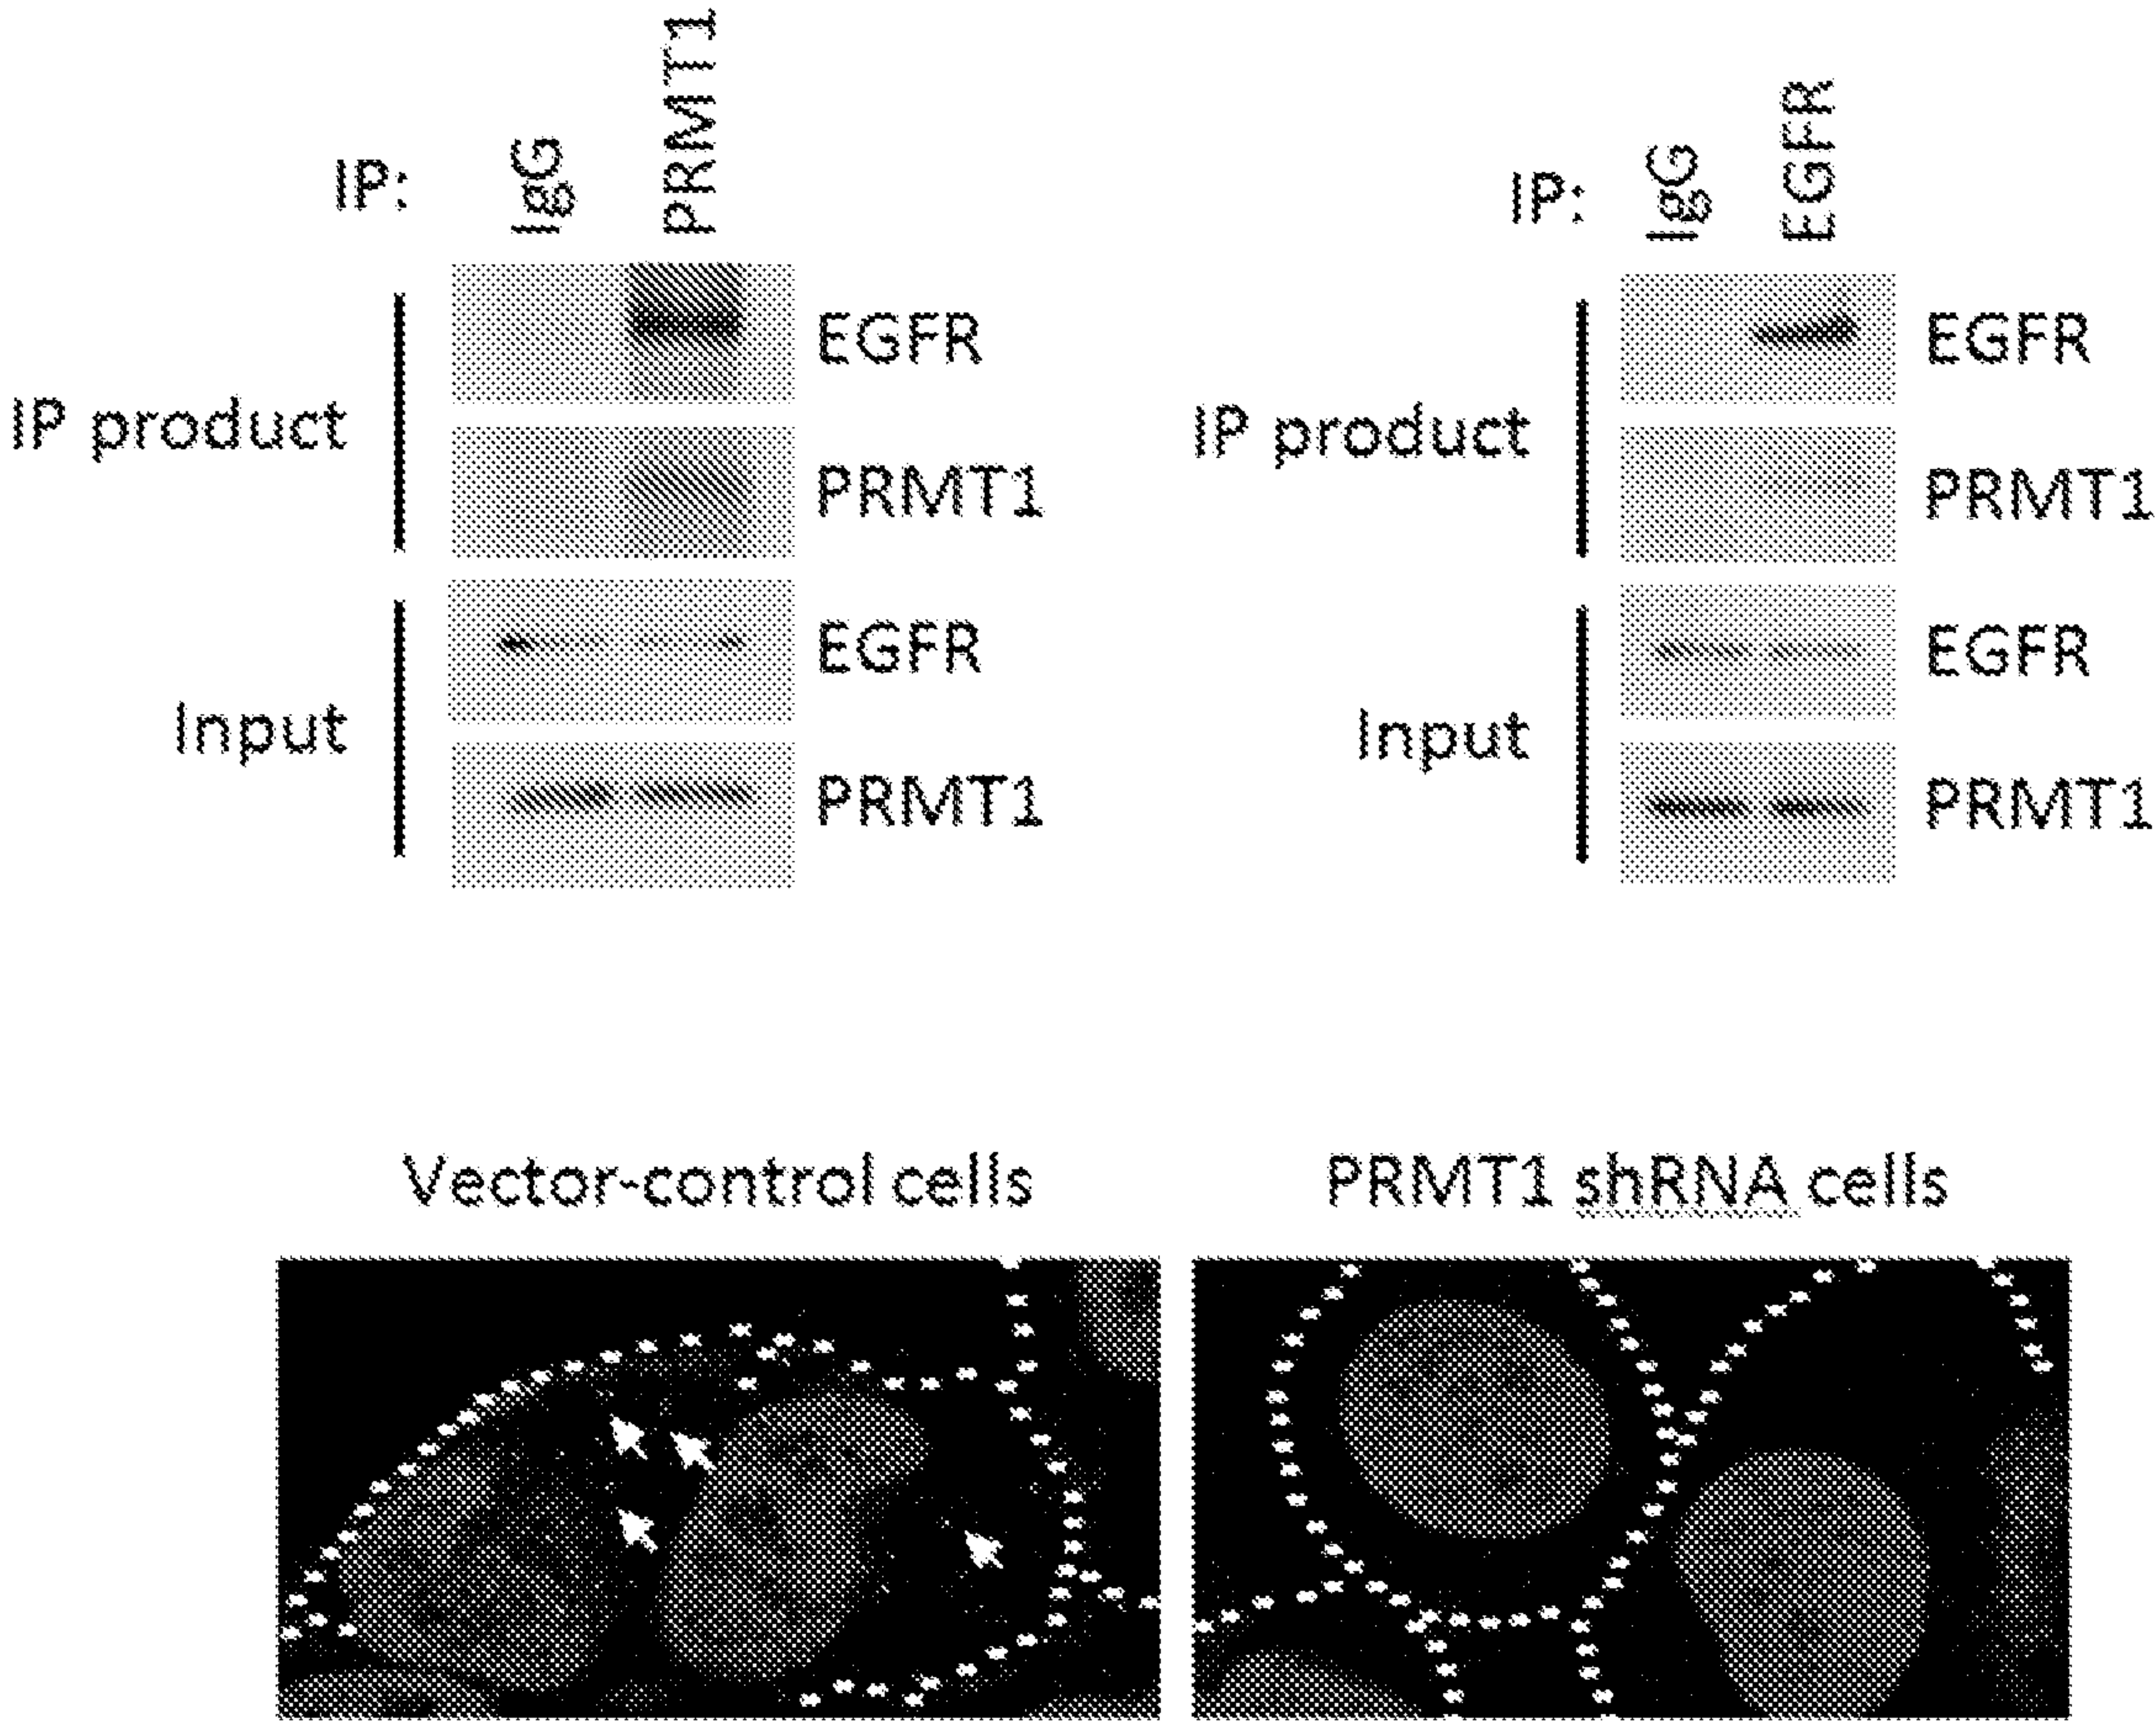 IP: IgG PRMT1
IP product
EGFR
PRMT1
Input
EGFR
PRMT1
IP: IgG EGFR
IP product
EGFR
PRMT1
Input
EGFR
PRMT1
Vector-control cells
PRMT1 shRNA cells